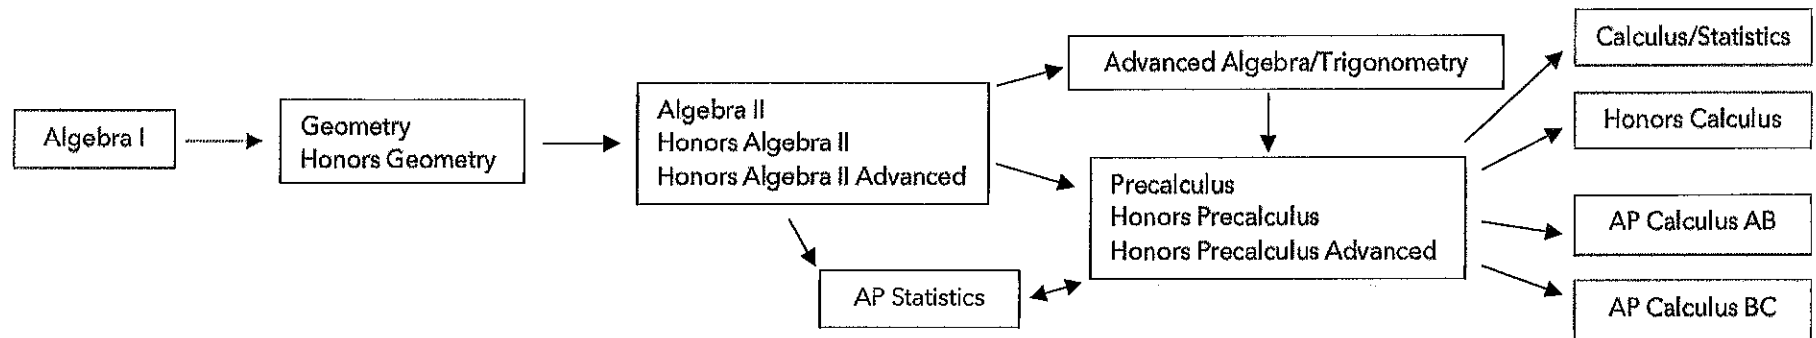 Algebra I
Geometry
Honors Geometry
Algebra II
Honors Algebra II
Honors Algebra II Advanced
AP Statistics
Advanced Algebra/Trigonometry
Precalculus
Honors Precalculus
Honors Precalculus Advanced
Calculus/Statistics
Honors Calculus
AP Calculus AB
AP Calculus BC